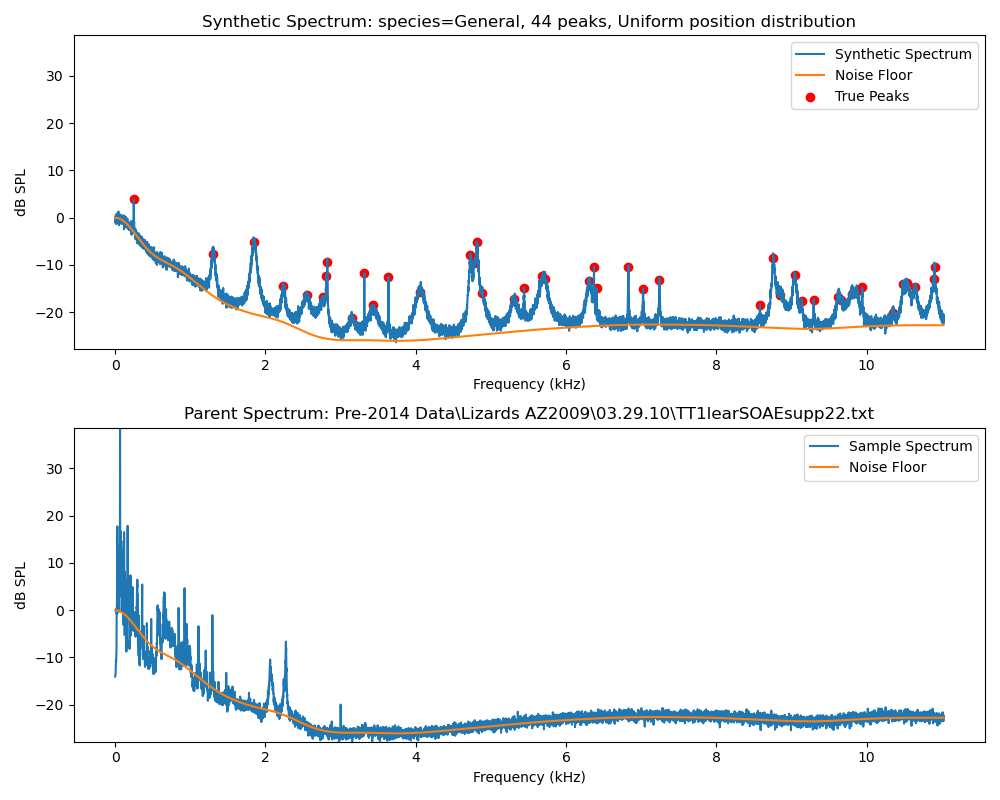 Synthetic Spectrum: species=General, 44 peaks, Uniform position distribution
Synthetic Spectrum
Noise Floor
True Peaks
dB SPL
30
20
10
0
−10
−20
0 2 4 6 8 10
Frequency (kHz)
Parent Spectrum: Pre-2014 Data\Lizards AZ2009\03.29.10\TT1learSOAEsupp22.txt
Sample Spectrum
Noise Floor
dB SPL
30
20
10
0
−10
−20
0 2 4 6 8 10
Frequency (kHz)